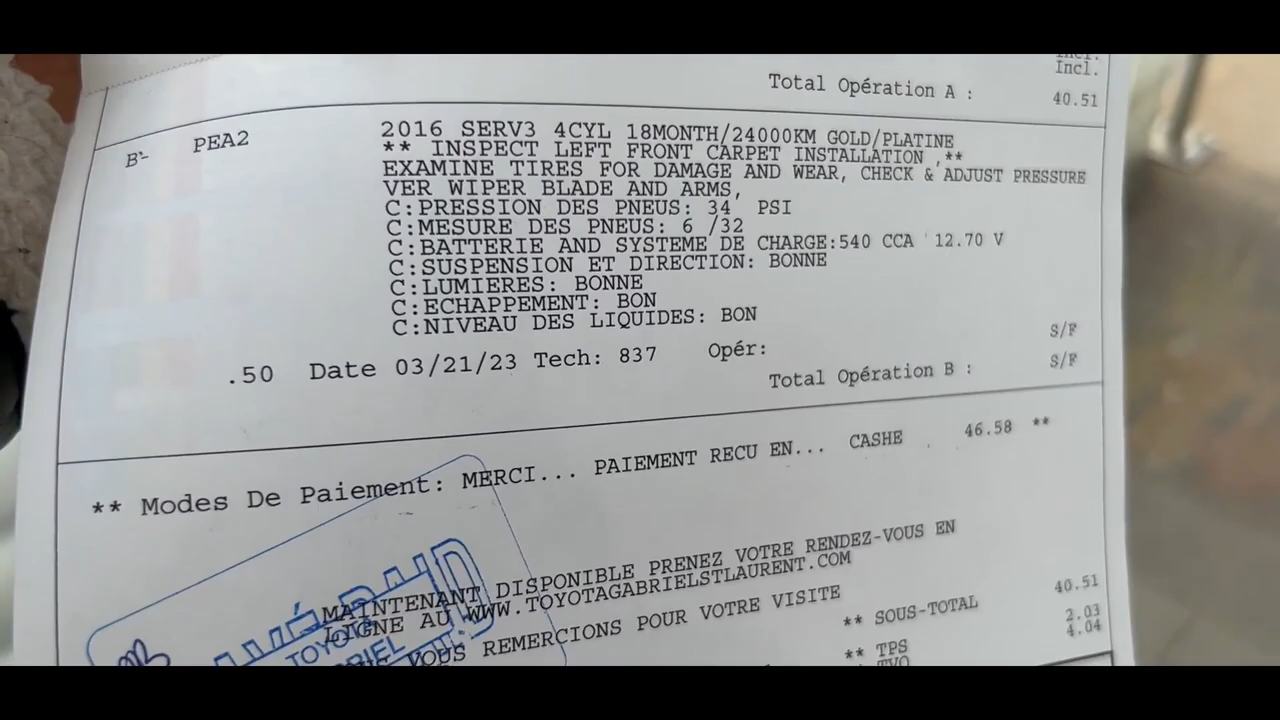 Incl.
Incl.
Total Opération A : 40.51
B- PEA2 2016 SERV3 4CYL 18MONTH/24000KM GOLD/PLATINE
** INSPECT LEFT FRONT CARPET INSTALLATION ,**
EXAMINE TIRES FOR DAMAGE AND WEAR, CHECK & ADJUST PRESSURE
VER WIPER BLADE AND ARMS,
C:PRESSION DES PNEUS: 34 PSI
C:MESURE DES PNEUS: 6 /32
C:BATTERIE AND SYSTEME DE CHARGE:540 CCA 12.70 V
C:SUSPENSION ET DIRECTION: BONNE
C:LUMIERES: BONNE
C:ECHAPPEMENT: BON
C:NIVEAU DES LIQUIDES: BON
S/F
.50 Date 03/21/23 Tech: 837 Opér:
Total Opération B : S/F
** Modes De Paiement: MERCI... PAIEMENT RECU EN... CASHE 46.58 **
MAINTENANT DISPONIBLE PRENEZ VOTRE RENDEZ-VOUS EN
LIGNE AU WWW.TOYOTAGABRIELSTLAURENT.COM
VOUS REMERCIONS POUR VOTRE VISITE
** SOUS-TOTAL 40.51
** TPS 2.03
TVQ 4.04
TOYOTA